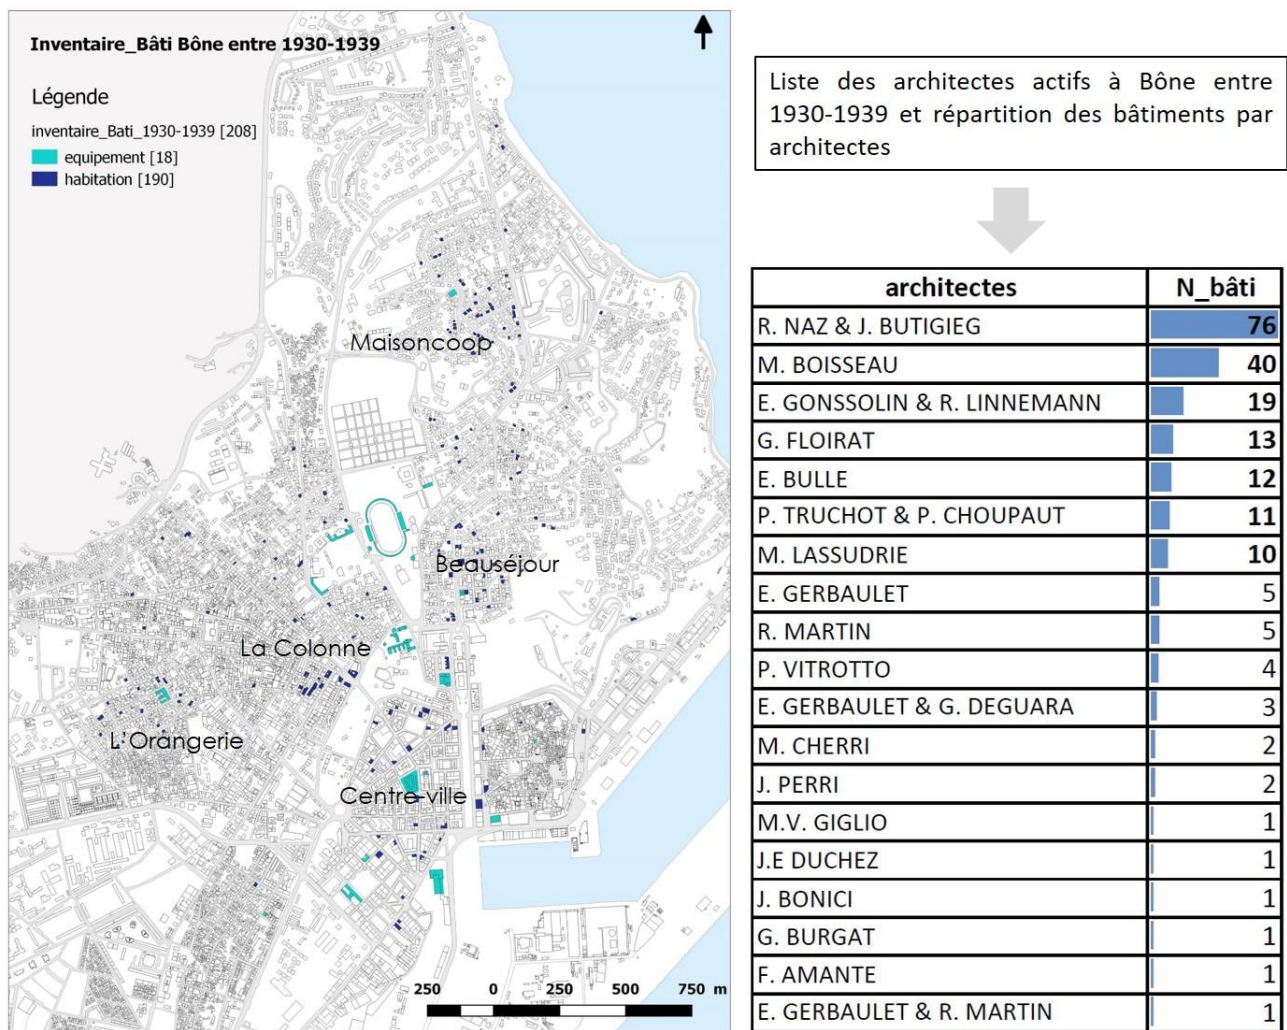 Inventaire_Bâti Bône entre 1930-1939
Légende
inventaire_Bati_1930-1939 [208]
equipement [18]
habitation [190]
Maisoncoop
Beauséjour
La Colonne
L'Orangerie
Centre-ville
250 0 250 500 750 m
Liste des architectes actifs à Bône entre
1930-1939 et répartition des bâtiments par
architectes
architectes N_bâti
R. NAZ & J. BUTIGIEG 76
M. BOISSEAU 40
E. GONSSOLIN & R. LINNEMANN 19
G. FLOIRAT 13
E. BULLE 12
P. TRUCHOT & P. CHOUPAUT 11
M. LASSUDRIE 10
E. GERBAULET 5
R. MARTIN 5
P. VITROTTO 4
E. GERBAULET & G. DEGUARA 3
M. CHERRI 2
J. PERRI 2
M.V. GIGLIO 1
J.E DUCHEZ 1
J. BONICI 1
G. BURGAT 1
F. AMANTE 1
E. GERBAULET & R. MARTIN 1